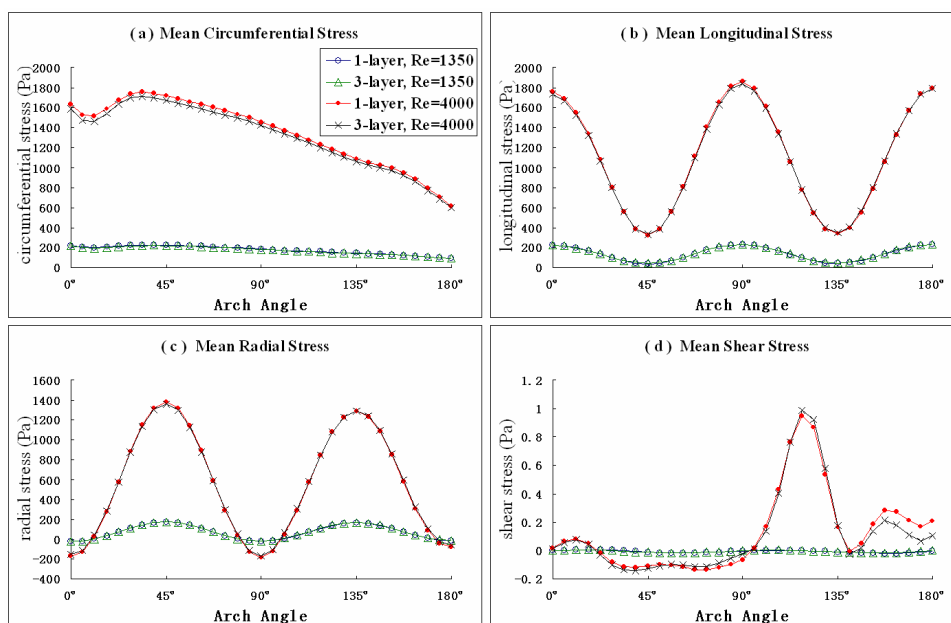 (a) Mean Circumferential Stress
circumferential stress (Pa)
2000
1800
1600
1400
1200
1000
800
600
400
200
0
1-layer, Re=1350
3-layer, Re=1350
1-layer, Re=4000
3-layer, Re=4000
0° 45° 90° 135° 180°
Arch Angle
(b) Mean Longitudinal Stress
longitudinal stress (Pa)
2000
1800
1600
1400
1200
1000
800
600
400
200
0
0° 45° 90° 135° 180°
Arch Angle
(c) Mean Radial Stress
radial stress (Pa)
1600
1400
1200
1000
800
600
400
200
0
-200
-400
0° 45° 90° 135° 180°
Arch Angle
(d) Mean Shear Stress
shear stress (Pa)
1.2
1
0.8
0.6
0.4
0.2
0
-0.2
0° 45° 90° 135° 180°
Arch Angle